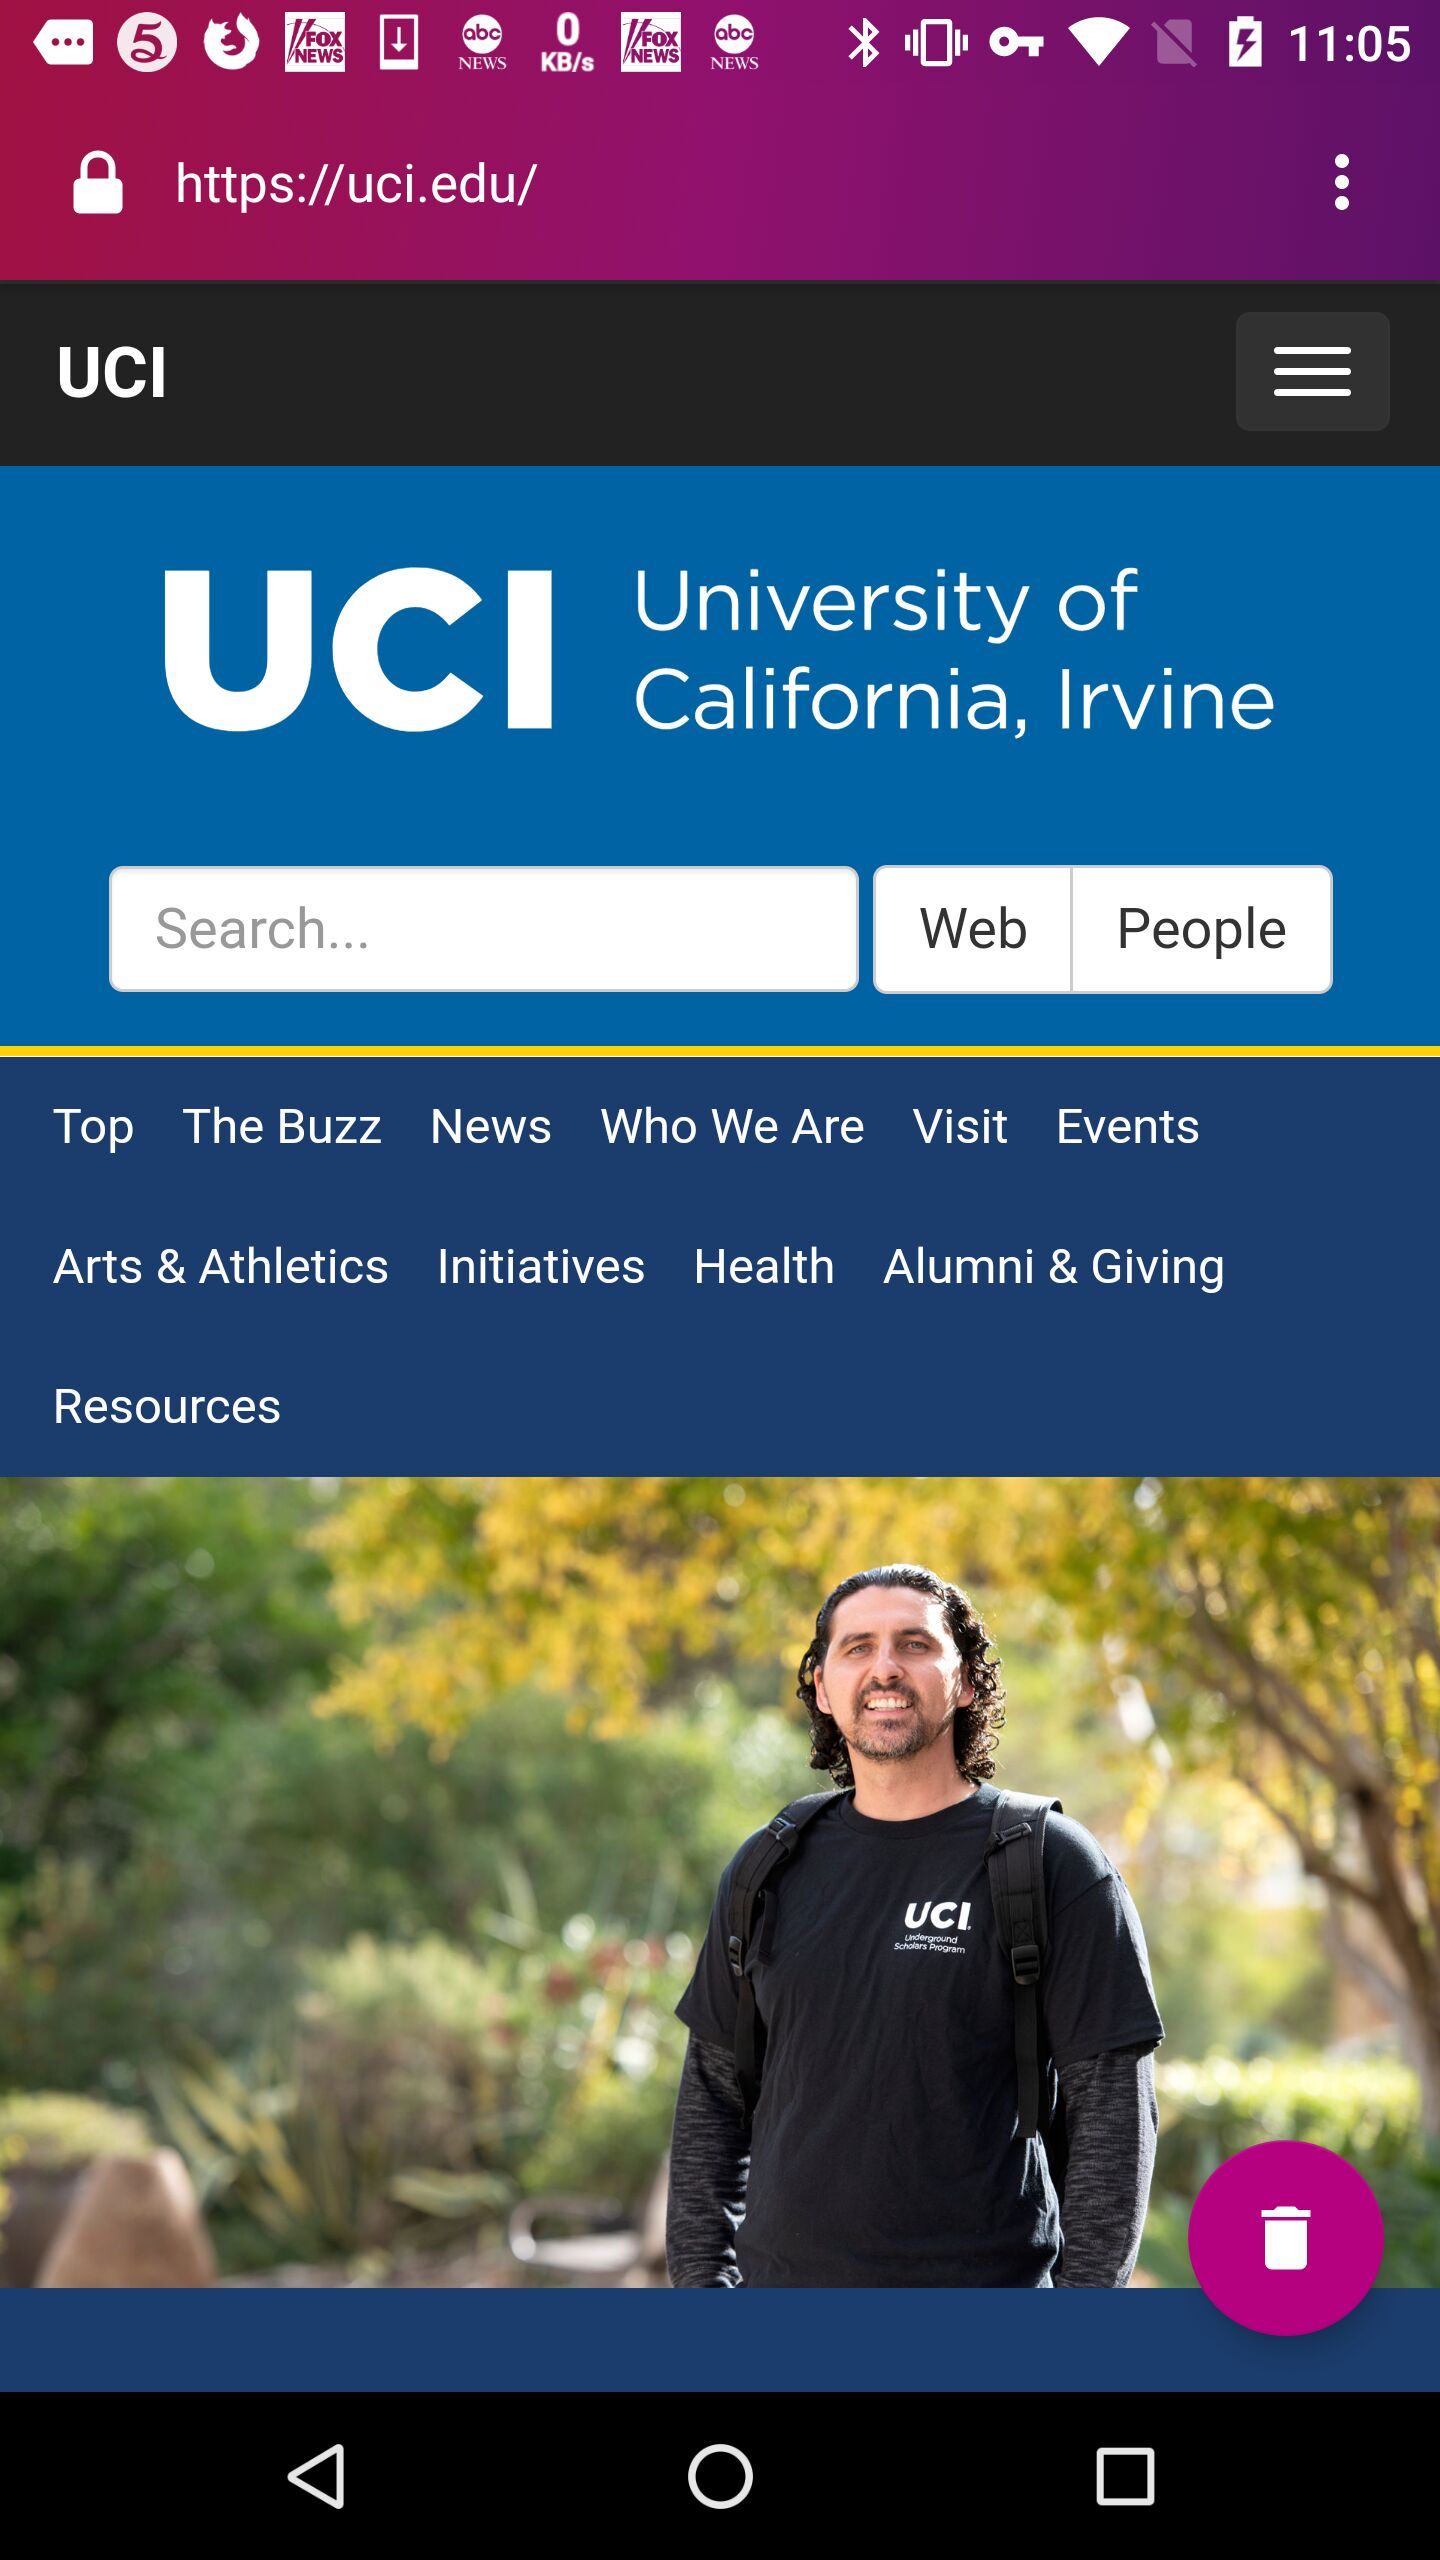 5 FOX NEWS abc NEWS 0 KB/s FOX NEWS abc NEWS 11:05
https://uci.edu/
UCI
UCI University of
California, Irvine
Search... Web People
Top The Buzz News Who We Are Visit Events
Arts & Athletics Initiatives Health Alumni & Giving
Resources
UCI
Underground
Scholars Program